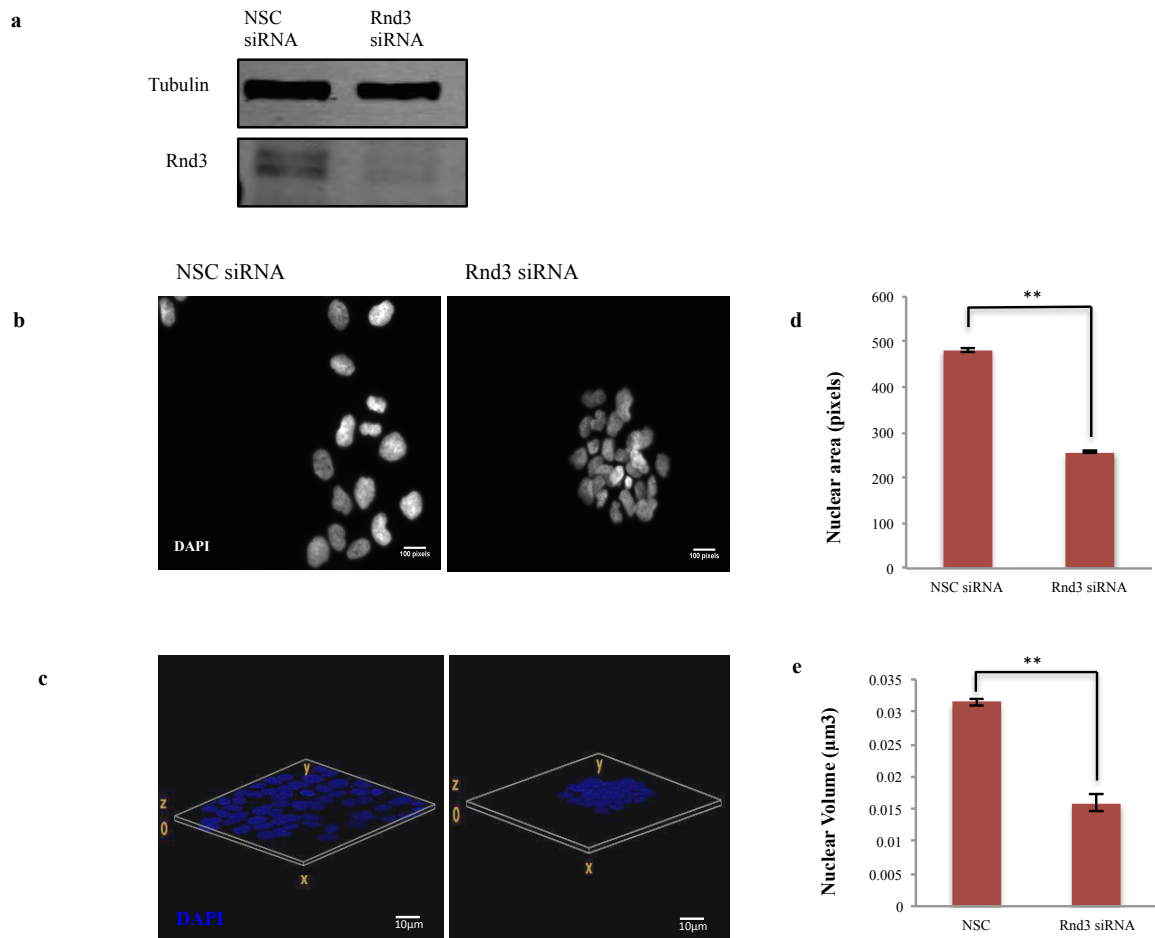 a
NSC
siRNA
Rnd3
siRNA
Tubulin
Rnd3
b
NSC siRNA
Rnd3 siRNA
DAPI
100 pixels
100 pixels
d
Nuclear area (pixels)
600
500
400
300
200
100
0
**
NSC siRNA
Rnd3 siRNA
c
y
z
0
x
DAPI
10µm
y
z
0
x
10µm
e
Nuclear Volume (µm3)
0.035
0.03
0.025
0.02
0.015
0.01
0.005
0
**
NSC
Rnd3 siRNA